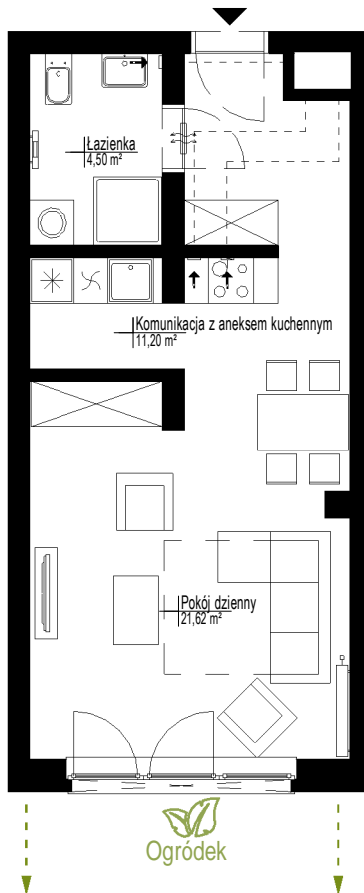 Łazienka
4,50 m²
Komunikacja z aneksem kuchennym
11,20 m²
Pokój dzienny
21,62 m²
Ogródek